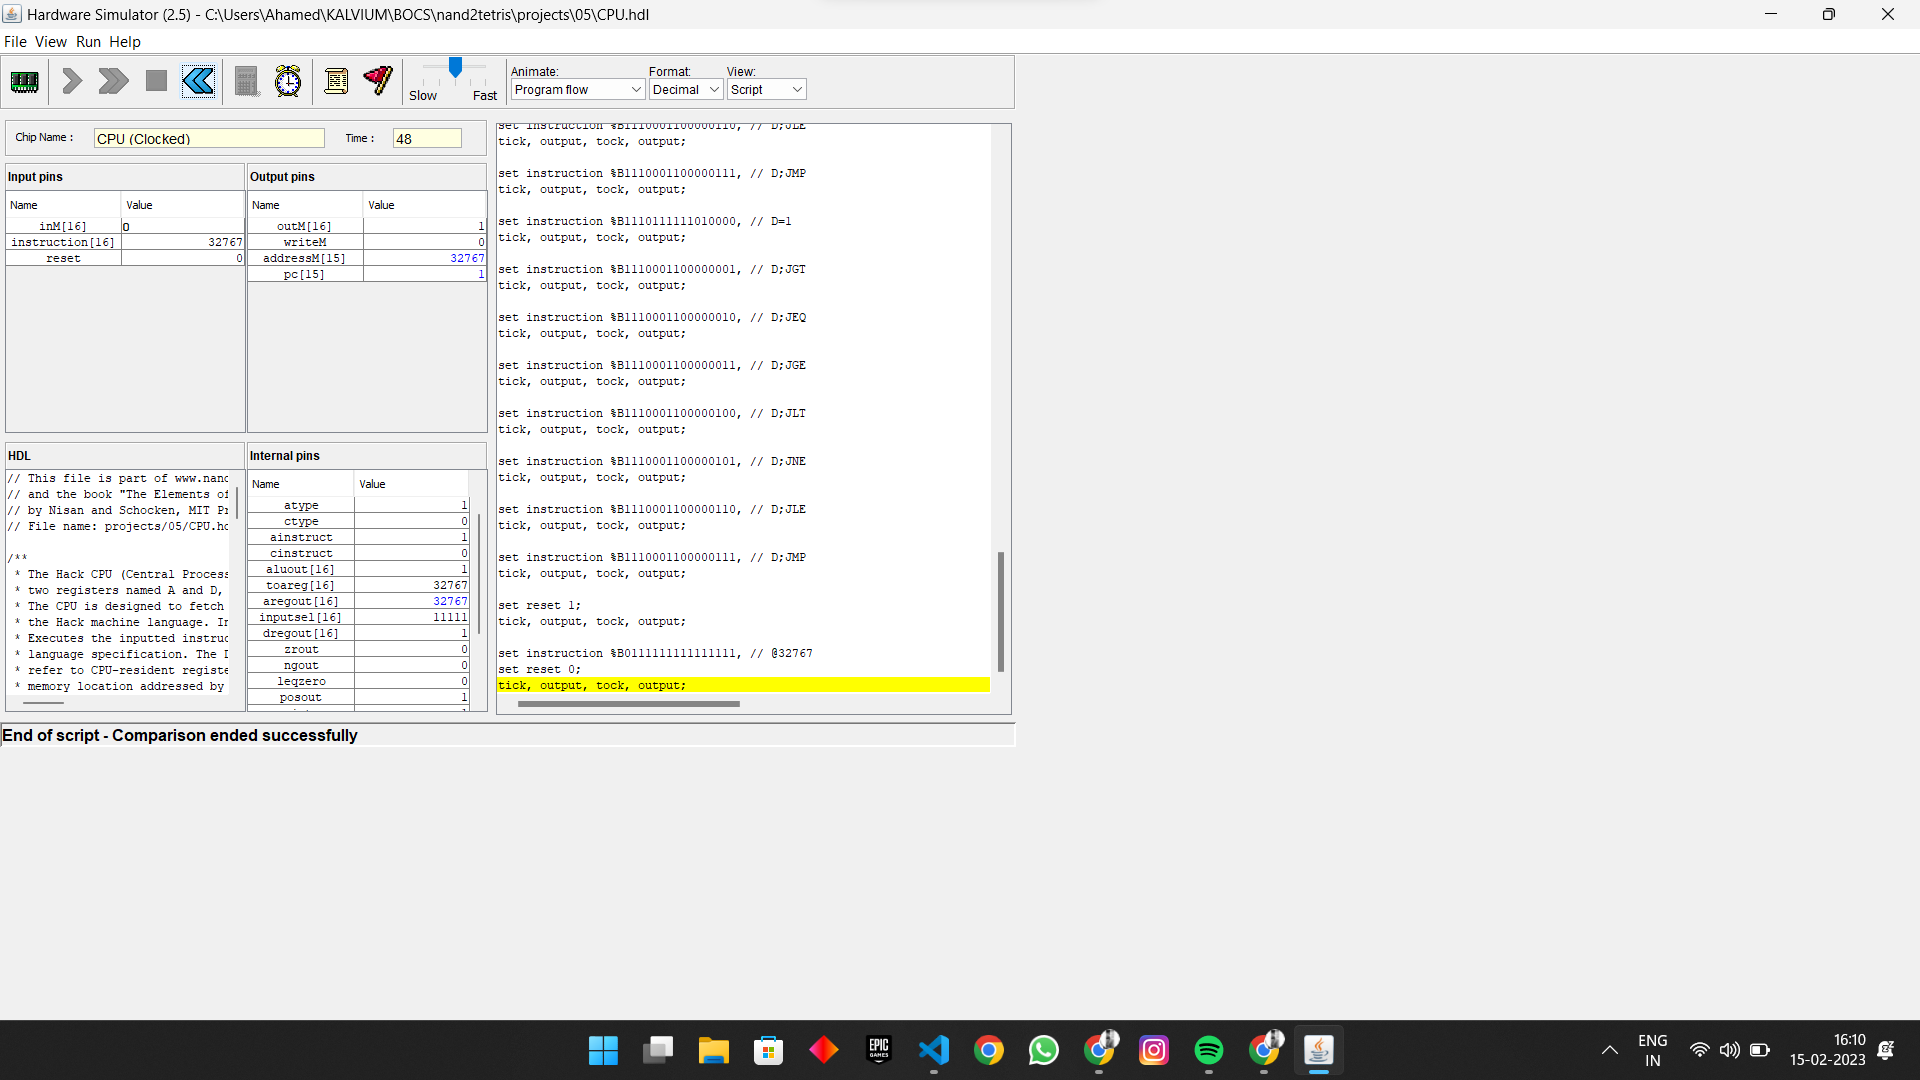 Hardware Simulator (2.5) - C:\Users\Ahamed\KALVIUM\BOCS\nand2tetris\projects\05\CPU.hdl
File View Run Help
Slow Fast
Animate: Format: View:
Program flow Decimal Script
Chip Name : CPU (Clocked) Time : 48
Input pins
Name Value
inM[16] 0
instruction[16] 32767
reset 0
Output pins
Name Value
outM[16] 1
writeM 0
addressM[15] 32767
pc[15] 1
HDL
// This file is part of www.nand
// and the book "The Elements of
// by Nisan and Schocken, MIT Pr
// File name: projects/05/CPU.hd
/**
* The Hack CPU (Central Process
* two registers named A and D,
* The CPU is designed to fetch
* the Hack machine language. In
* Executes the inputted instruc
* language specification. The D
* refer to CPU-resident registe
* memory location addressed by
Internal pins
Name Value
atype 1
ctype 0
ainstruct 1
cinstruct 0
aluout[16] 1
toareg[16] 32767
aregout[16] 32767
inputsel[16] 11111
dregout[16] 1
zrout 0
ngout 0
leqzero 0
posout 1
set instruction %B1110001100000110, // D;JLE
tick, output, tock, output;
set instruction %B1110001100000111, // D;JMP
tick, output, tock, output;
set instruction %B1110111111010000, // D=1
tick, output, tock, output;
set instruction %B1110001100000001, // D;JGT
tick, output, tock, output;
set instruction %B1110001100000010, // D;JEQ
tick, output, tock, output;
set instruction %B1110001100000011, // D;JGE
tick, output, tock, output;
set instruction %B1110001100000100, // D;JLT
tick, output, tock, output;
set instruction %B1110001100000101, // D;JNE
tick, output, tock, output;
set instruction %B1110001100000110, // D;JLE
tick, output, tock, output;
set instruction %B1110001100000111, // D;JMP
tick, output, tock, output;
set reset 1;
tick, output, tock, output;
set instruction %B0111111111111111, // @32767
set reset 0;
tick, output, tock, output;
End of script - Comparison ended successfully
EPIC
GAMES
ENG
IN
16:10
15-02-2023